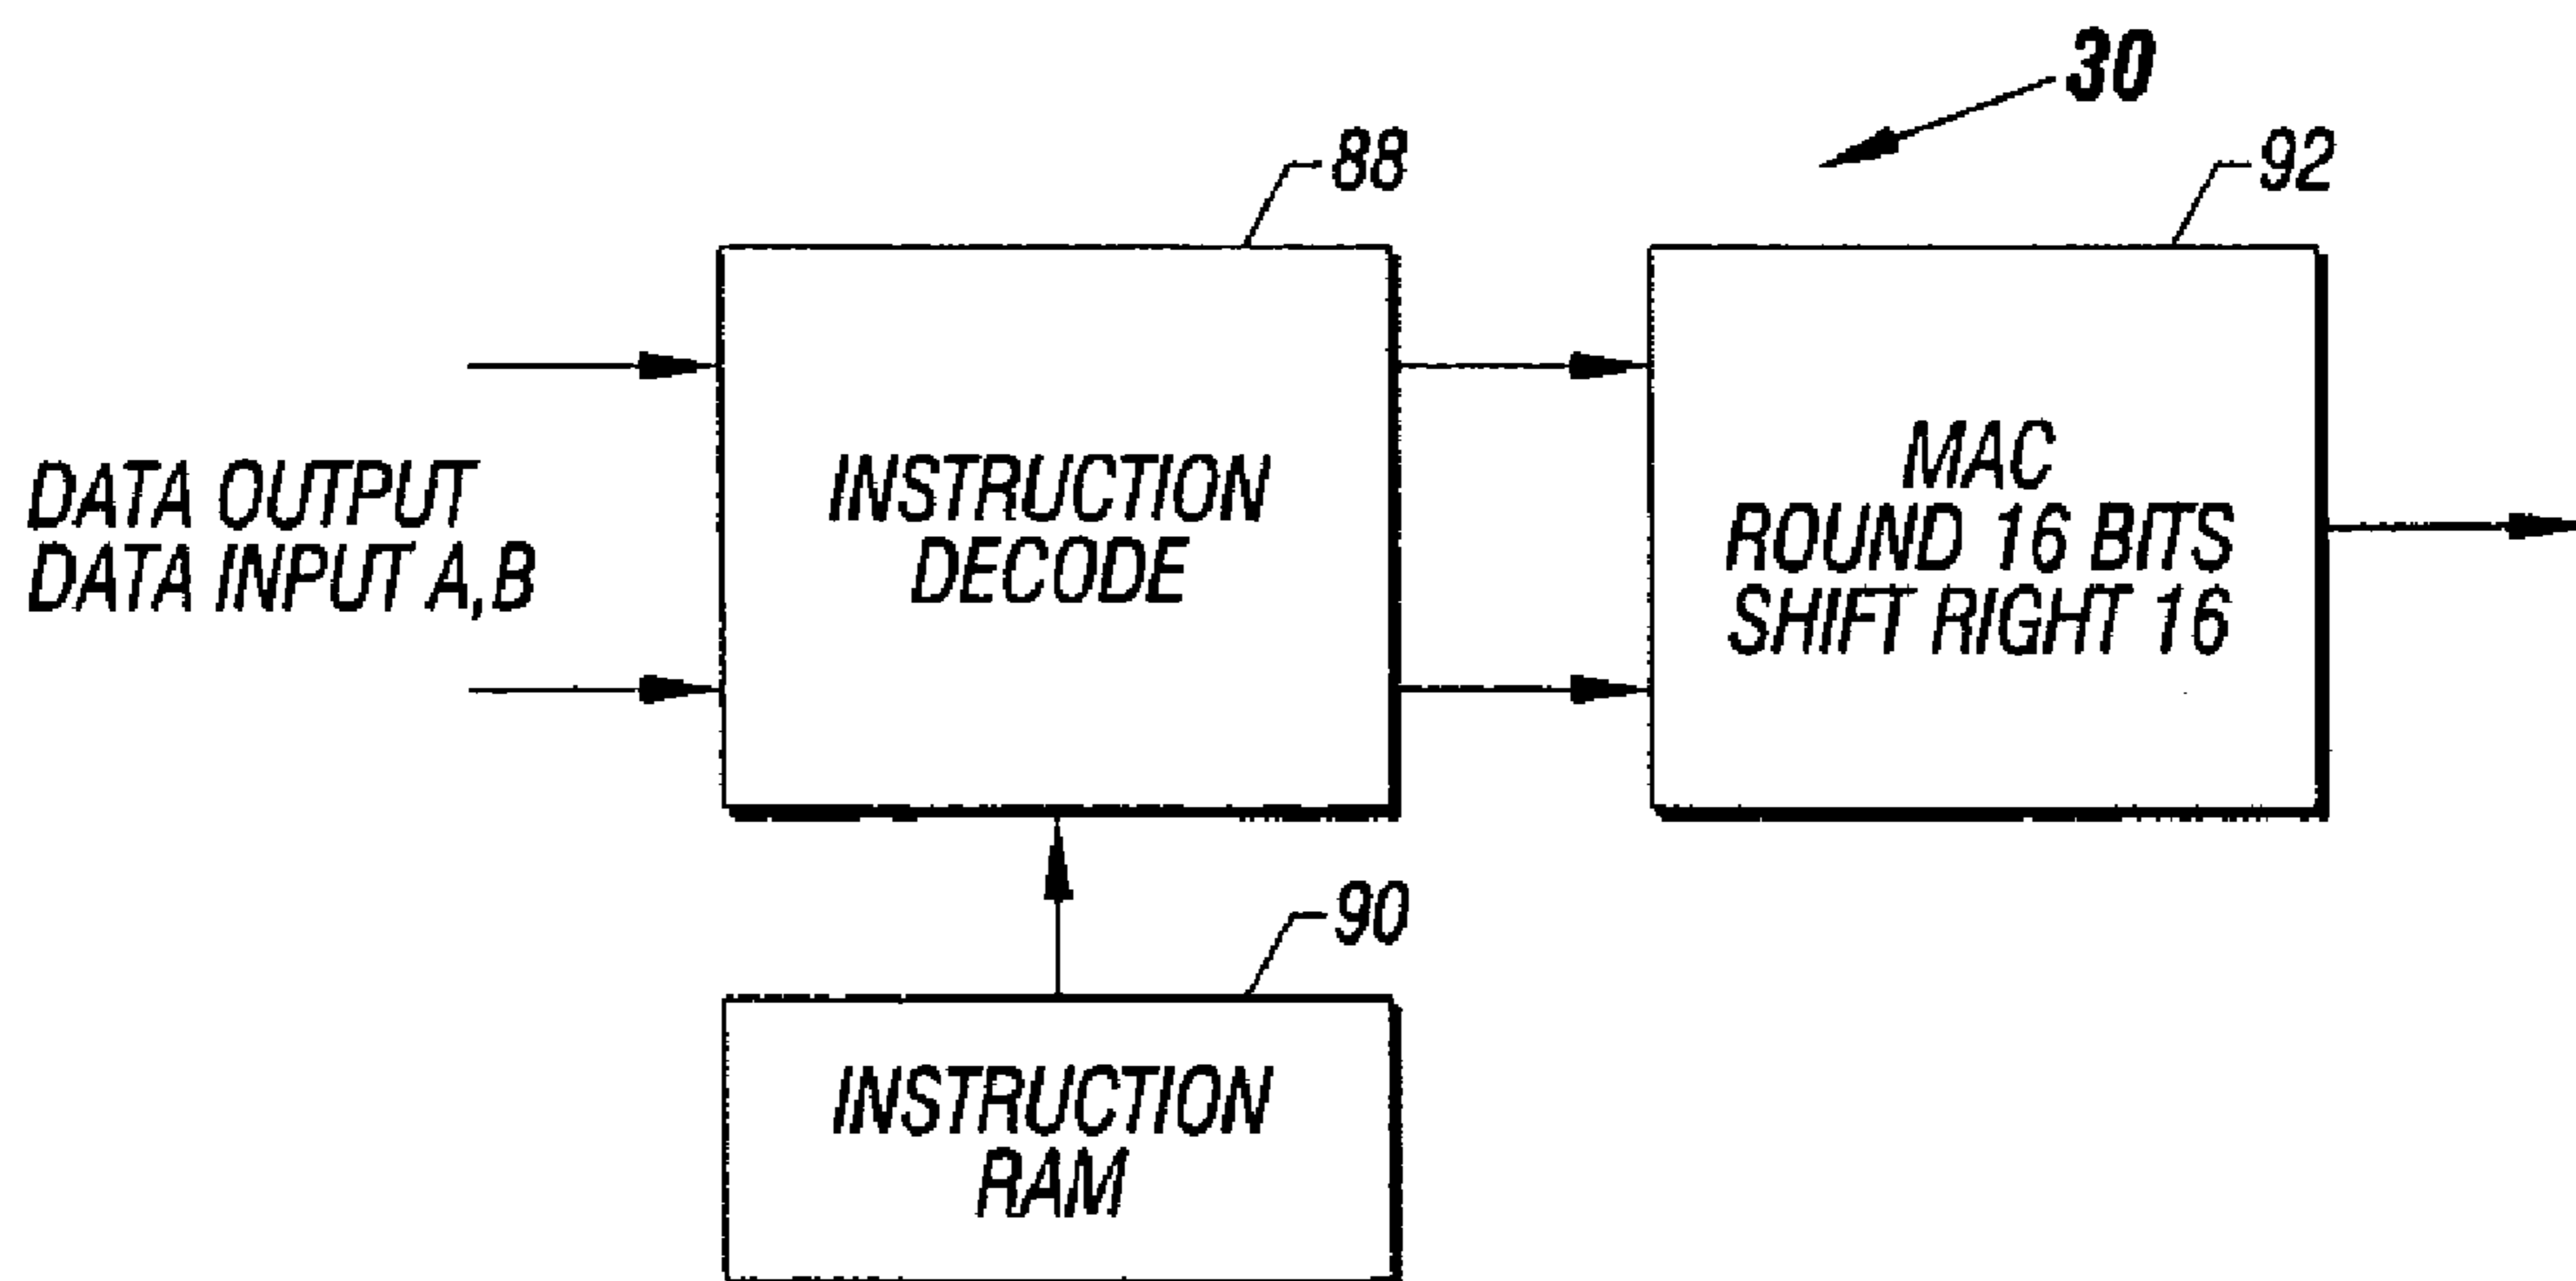 30
88
92
DATA OUTPUT
DATA INPUT A,B
INSTRUCTION
DECODE
MAC
ROUND 16 BITS
SHIFT RIGHT 16
90
INSTRUCTION
RAM